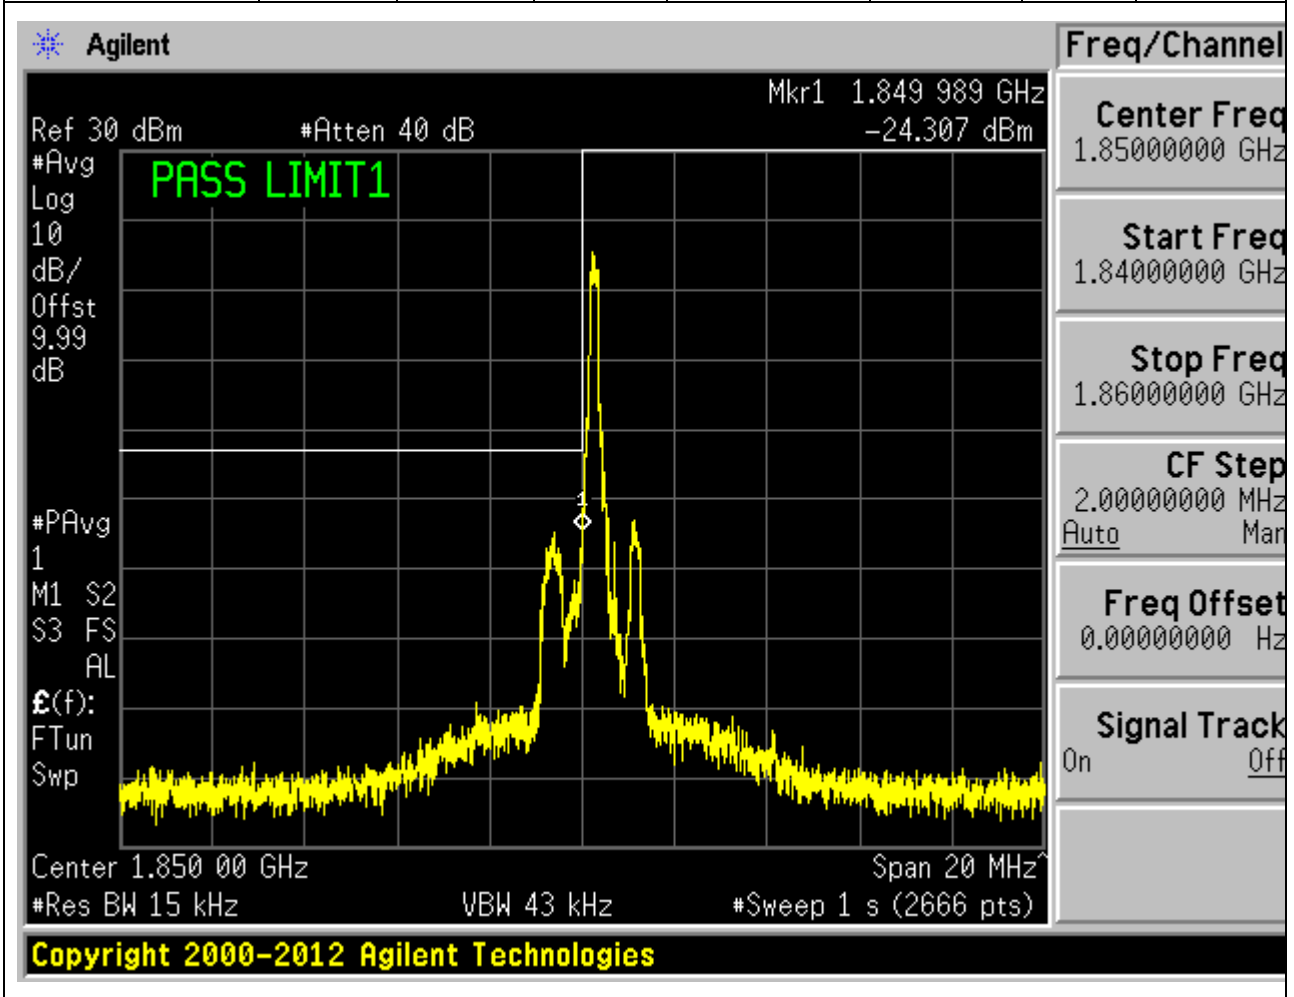 Agilent
Freq/Channel
Mkr1 1.849 989 GHz
Ref 30 dBm #Atten 40 dB -24.307 dBm
#Avg
Log
10
dB/
Offst
9.99
dB
PASS LIMIT1
1
#PAvg
1
M1 S2
S3 FS
AL
£(f):
FTun
Swp
Center 1.850 00 GHz Span 20 MHz^
#Res BW 15 kHz VBW 43 kHz #Sweep 1 s (2666 pts)
Center Freq
1.85000000 GHz
Start Freq
1.84000000 GHz
Stop Freq
1.86000000 GHz
CF Step
2.00000000 MHz
Auto Man
Freq Offset
0.00000000 Hz
Signal Track
On Off
Copyright 2000-2012 Agilent Technologies